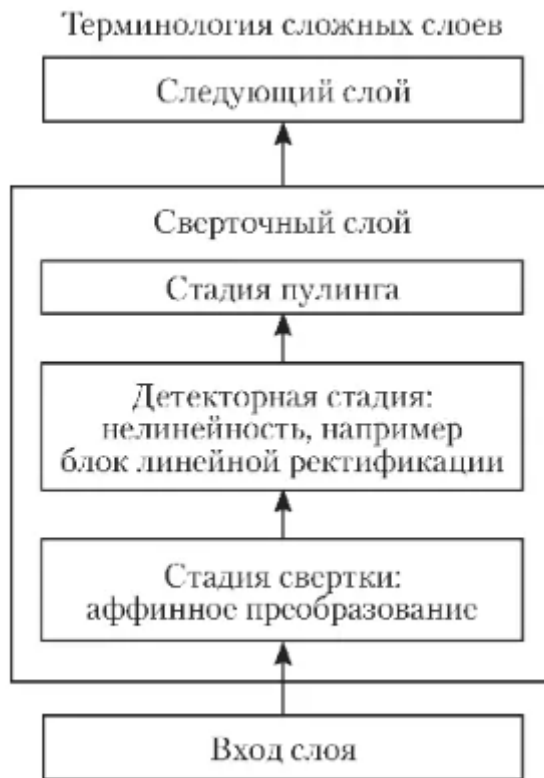 Терминология сложных слоев
Следующий слой
Сверточный слой
Стадия пулинга
Детекторная стадия:
нелинейность, например
блок линейной ректификации
Стадия свертки:
аффинное преобразование
Вход слоя